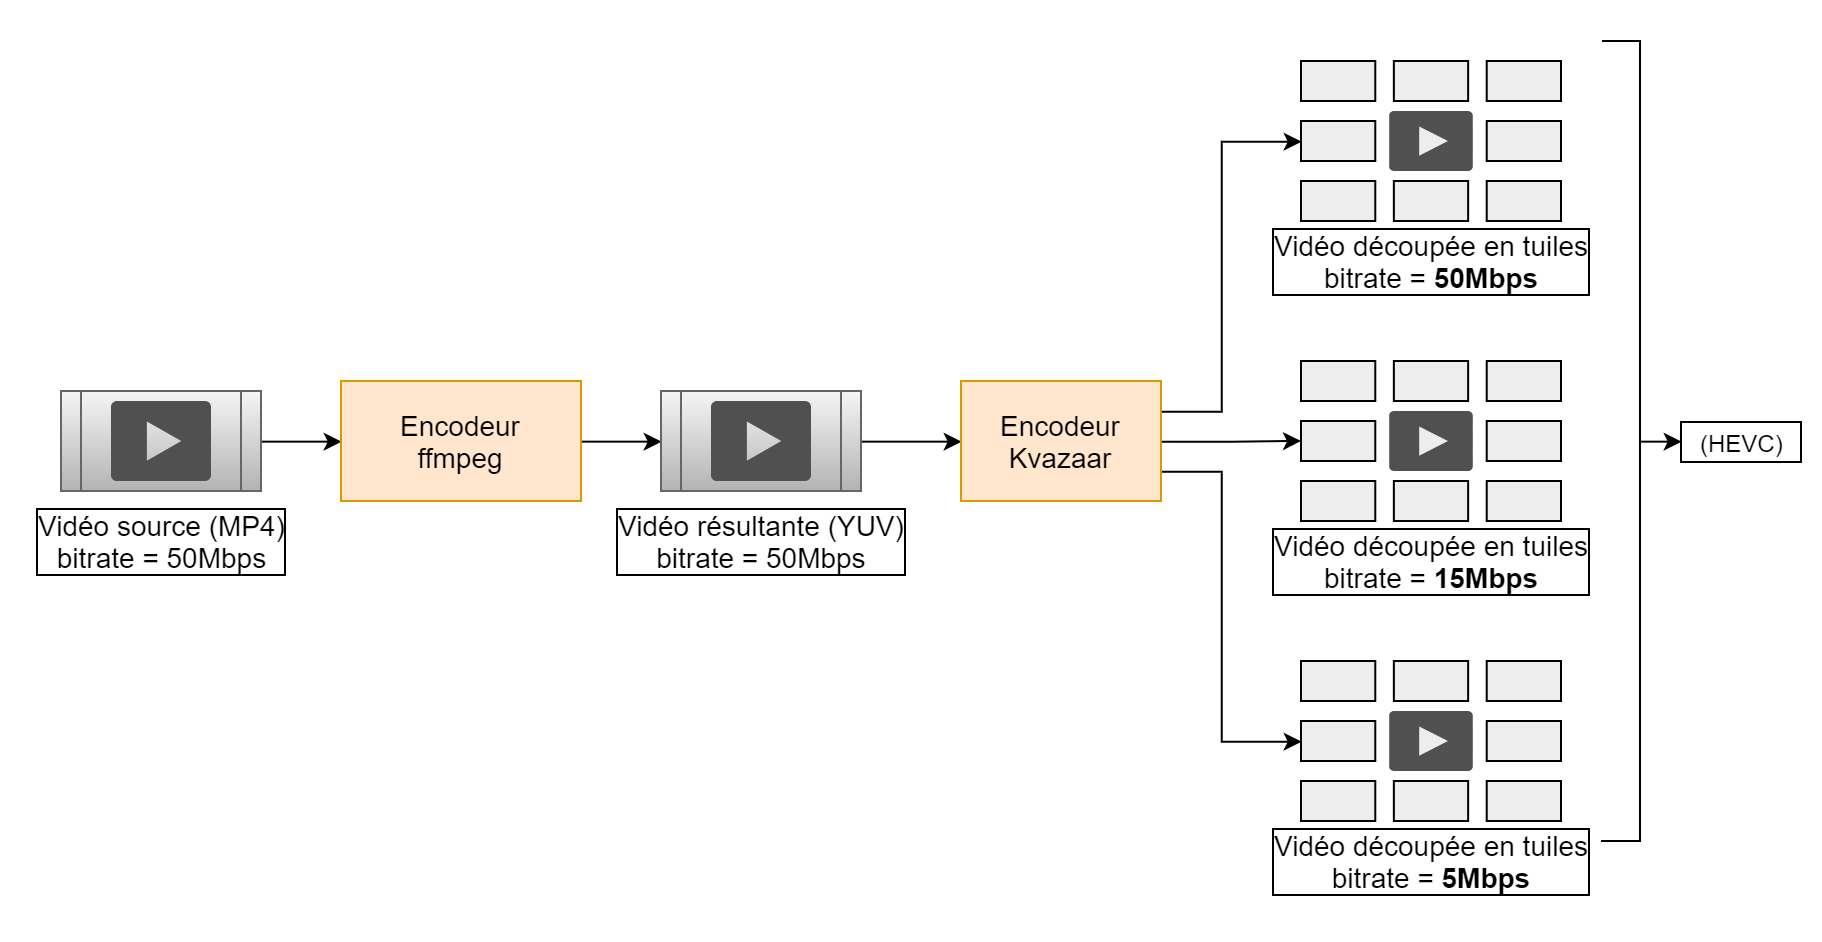 Vidéo source (MP4)
bitrate = 50Mbps
Encodeur
ffmpeg
Vidéo résultante (YUV)
bitrate = 50Mbps
Encodeur
Kvazaar
Vidéo découpée en tuiles
bitrate = 50Mbps
Vidéo découpée en tuiles
bitrate = 15Mbps
Vidéo découpée en tuiles
bitrate = 5Mbps
(HEVC)